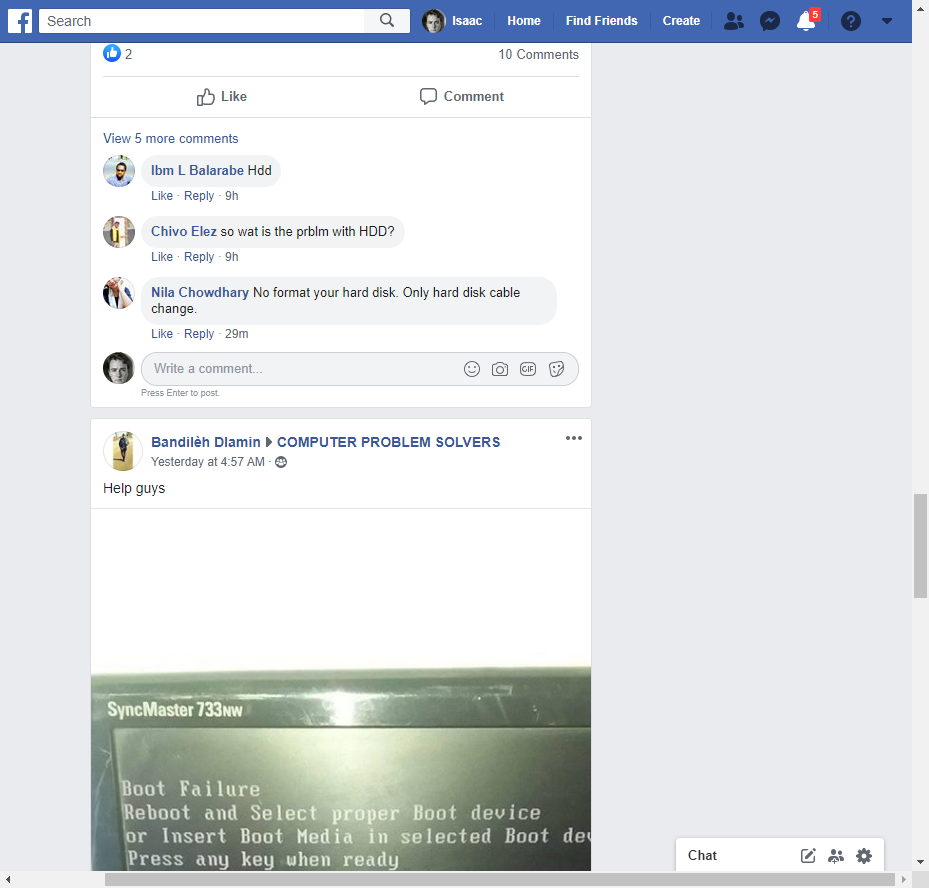 Search
Isaac
Home
Find Friends
Create
5
2
10 Comments
Like
Comment
View 5 more comments
Ibm L Balarabe Hdd
Like · Reply · 9h
Chivo Elez so wat is the prblm with HDD?
Like · Reply · 9h
Nila Chowdhary No format your hard disk. Only hard disk cable
change.
Like · Reply · 29m
Write a comment...
GIF
Press Enter to post.
Bandilèh Dlamin COMPUTER PROBLEM SOLVERS
Yesterday at 4:57 AM ·
Help guys
SyncMaster 733NW
Boot Failure
Reboot and Select proper Boot device
or Insert Boot Media in selected Boot dev
Press any key when ready
Chat